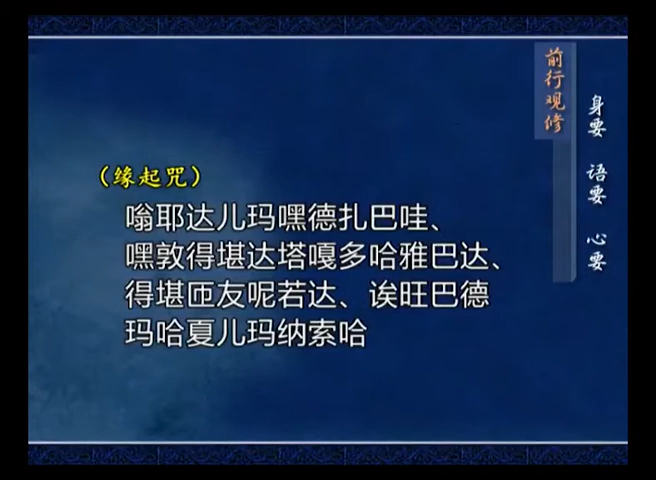 前行观修
身要 语要 心要
（缘起咒）
嗡耶达儿玛嘿德扎巴哇、
嘿敦得堪达塔嘎多哈雅巴达、
得堪匝友呢若达、诶旺巴德
玛哈夏儿玛纳索哈